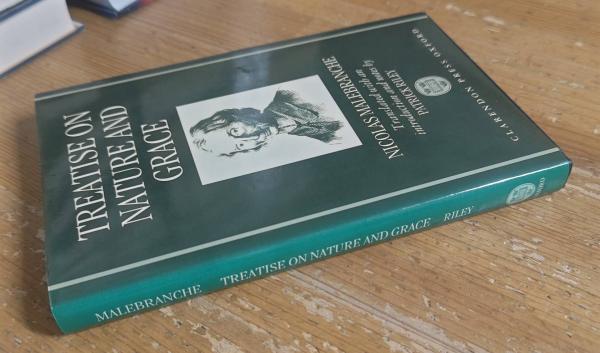 TREATISE ON
NATURE AND
GRACE
NICOLAS MALEBRANCHE
Translated with an
introduction and notes by
PATRICK RILEY
CLARENDON PRESS OXFORD
MALEBRANCHE TREATISE ON NATURE AND GRACE RILEY
OXFORD